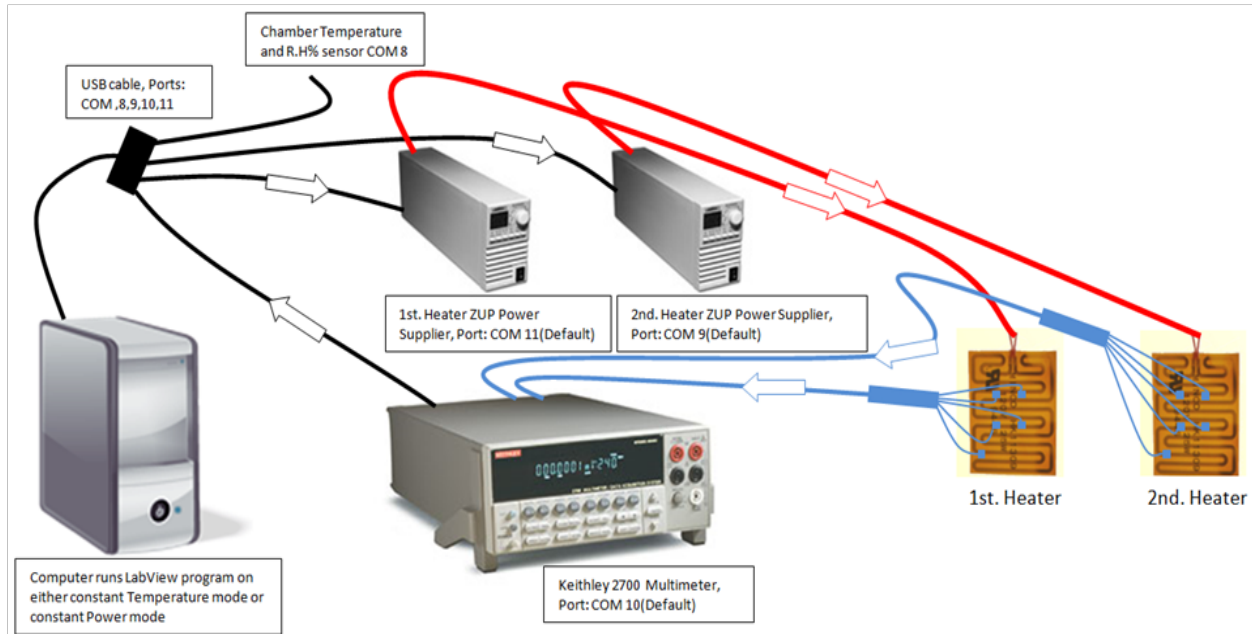 Chamber Temperature
and R.H% sensor COM 8
USB cable, Ports:
COM ,8,9,10,11
1st. Heater ZUP Power
Supplier, Port: COM 11(Default)
2nd. Heater ZUP Power Supplier,
Port: COM 9(Default)
KEITHLEY
1st. Heater
2nd. Heater
Computer runs LabView program on
either constant Temperature mode or
constant Power mode
Keithley 2700 Multimeter,
Port: COM 10(Default)